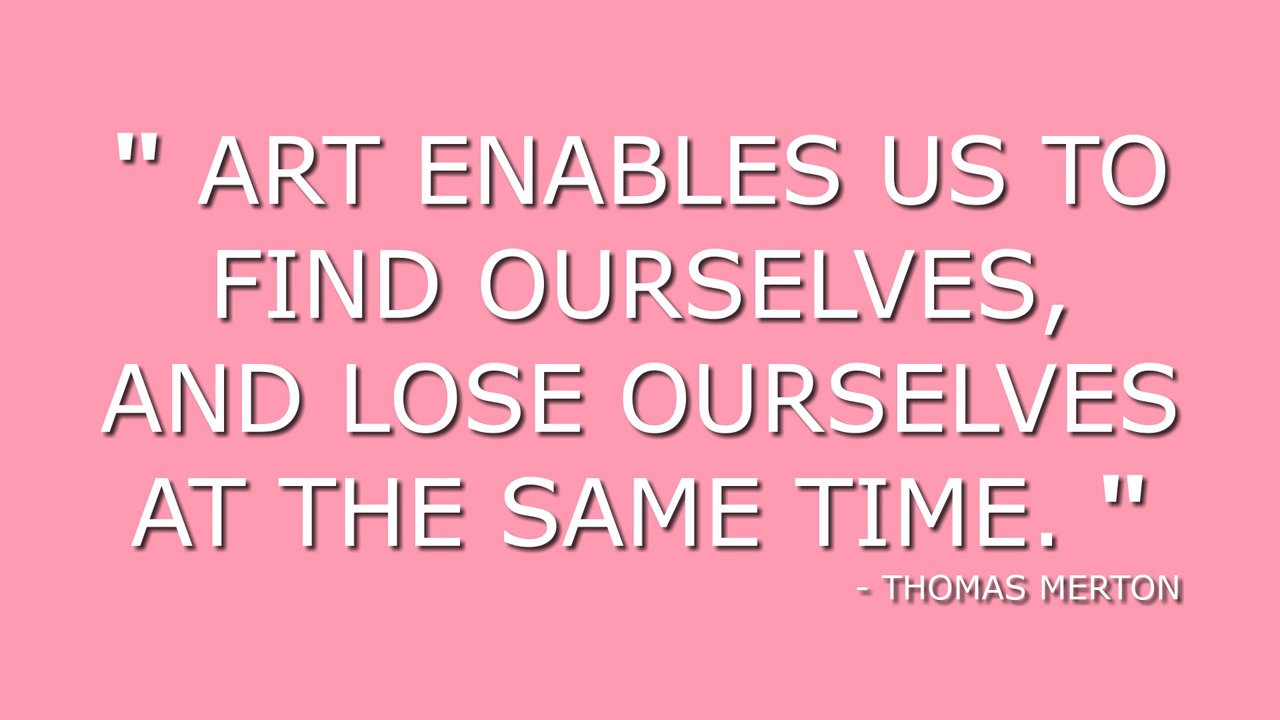 " ART ENABLES US TO
FIND OURSELVES,
AND LOSE OURSELVES
AT THE SAME TIME. "
- THOMAS MERTON